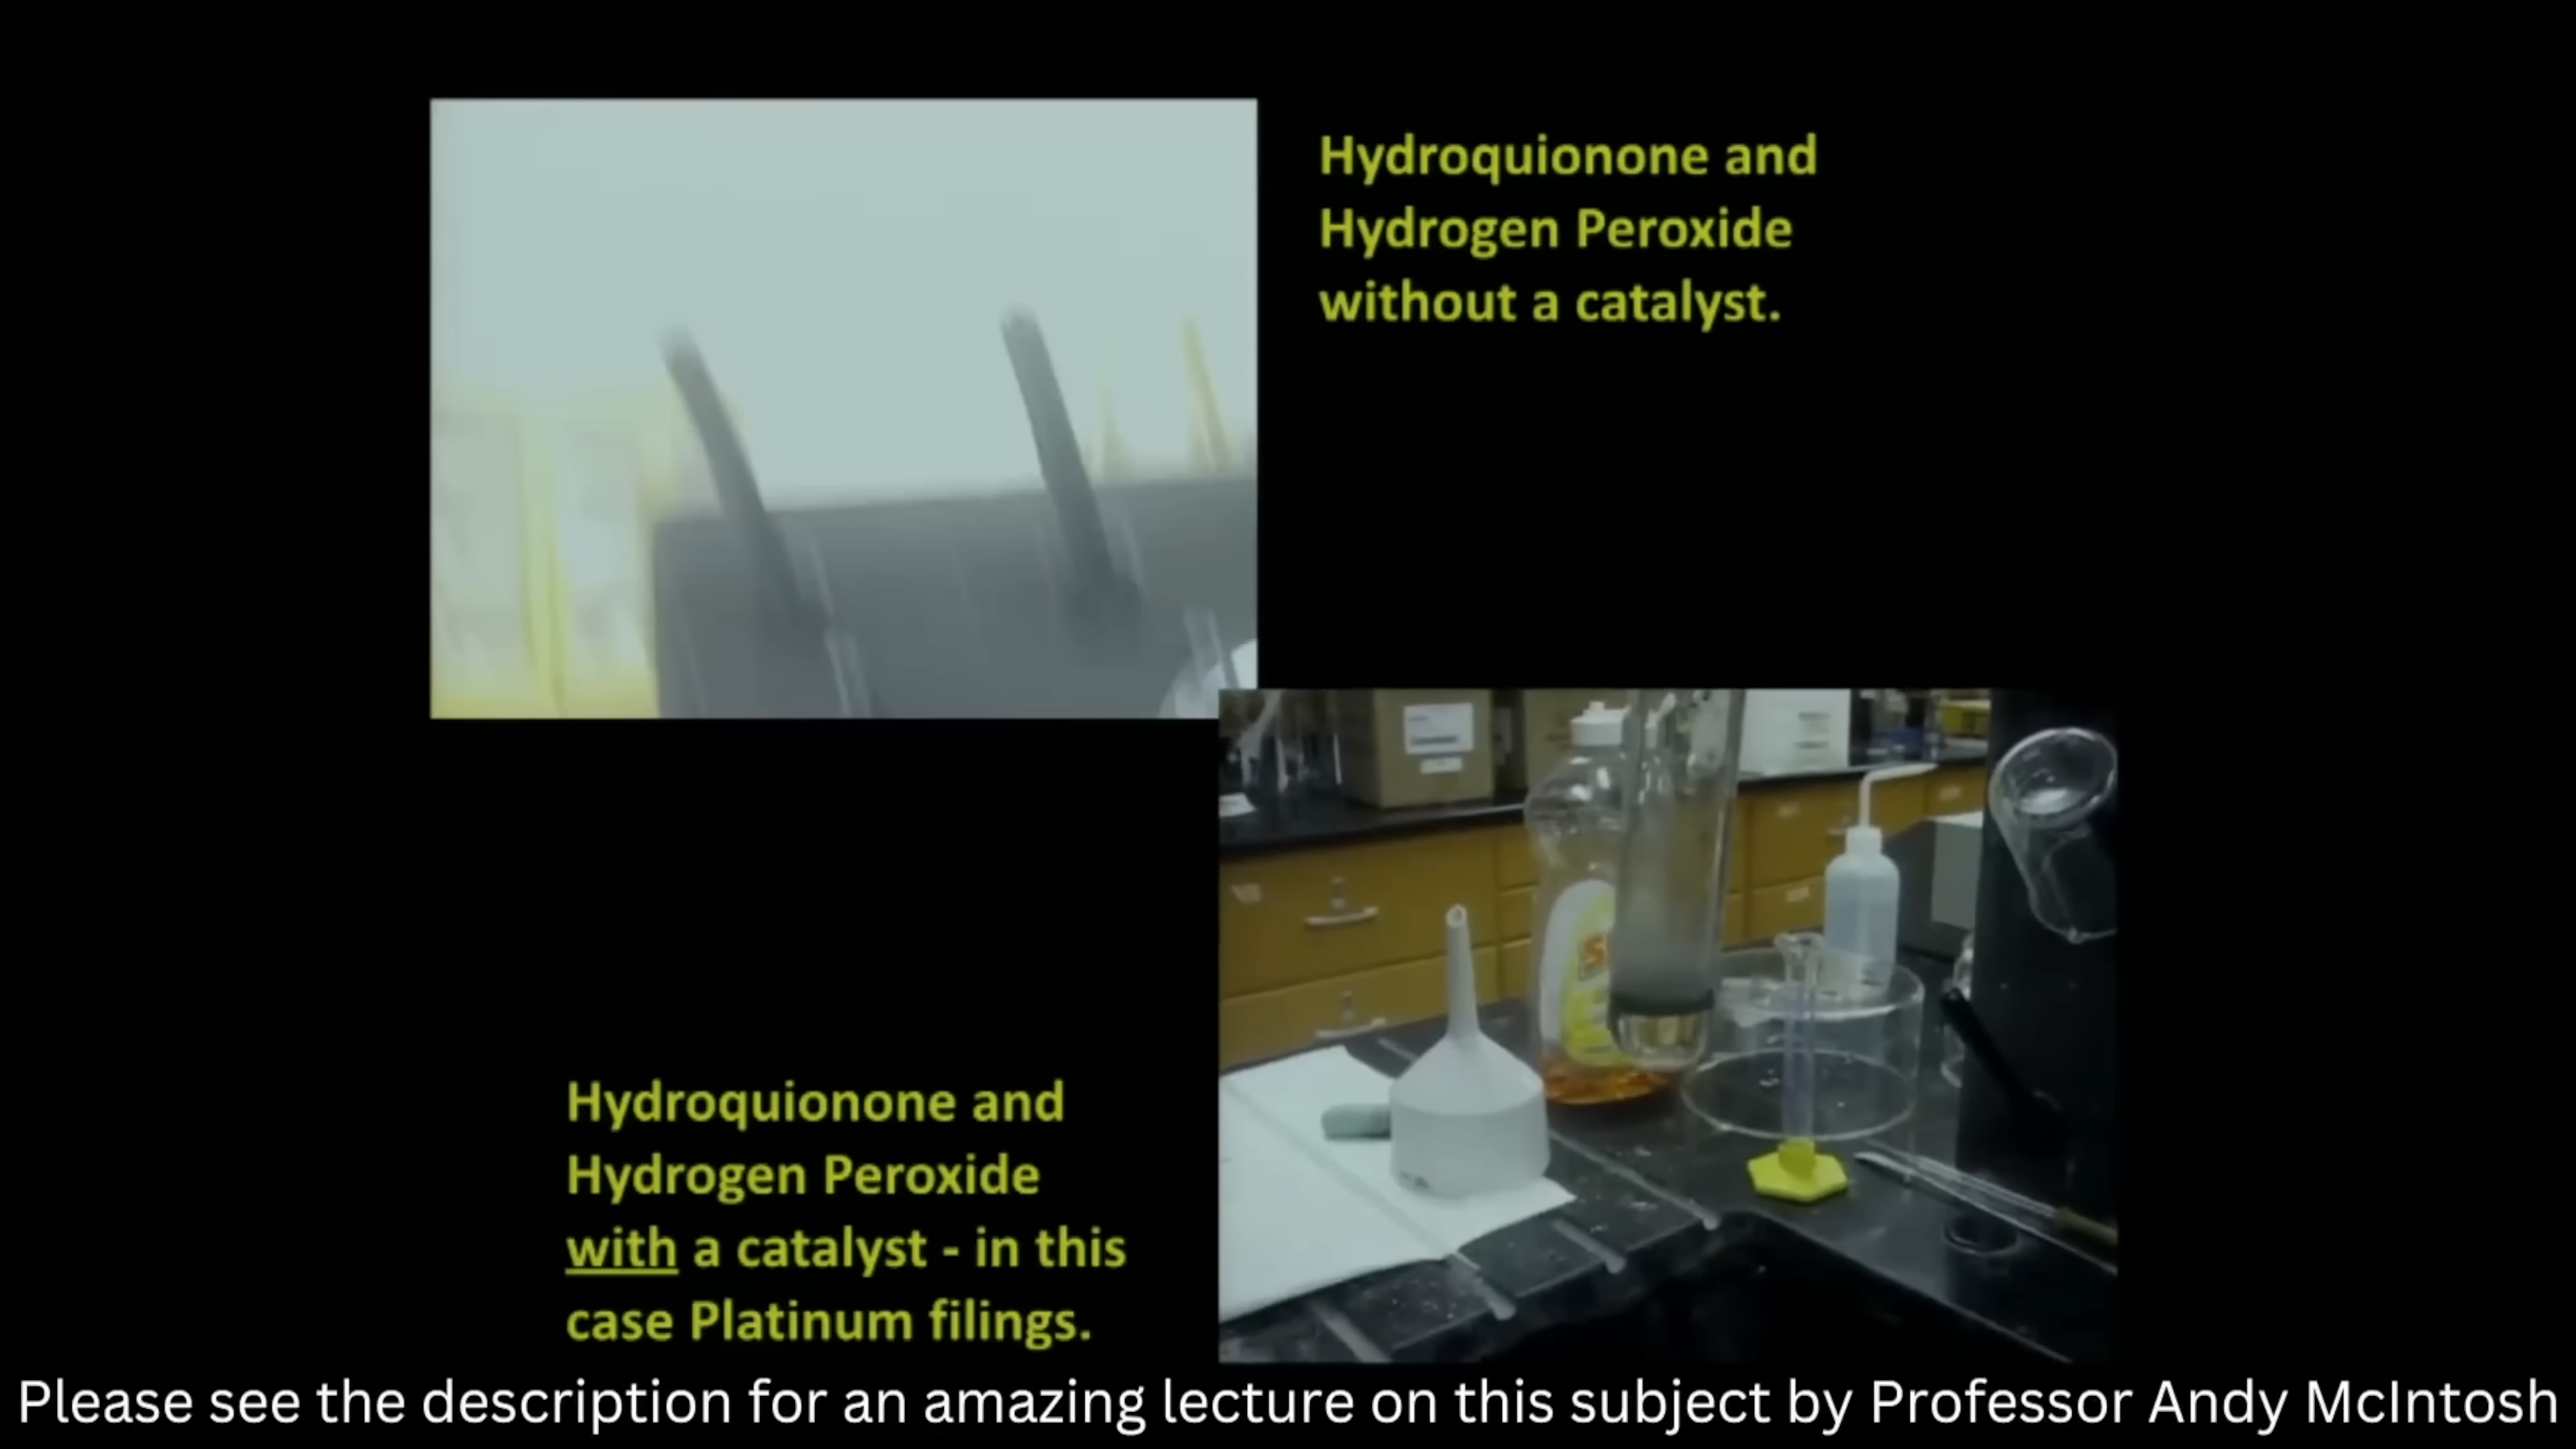 Hydroquionone and
Hydrogen Peroxide
without a catalyst.
Hydroquionone and
Hydrogen Peroxide
with a catalyst - in this
case Platinum filings.
Please see the description for an amazing lecture on this subject by Professor Andy McIntosh